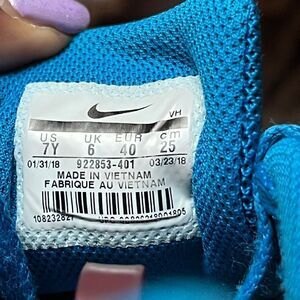 VH
US UK EUR cm
7Y 6 40 25
01/31/18 922853-401 03/23/18
MADE IN VIETNAM
FABRIQUE AU VIETNAM